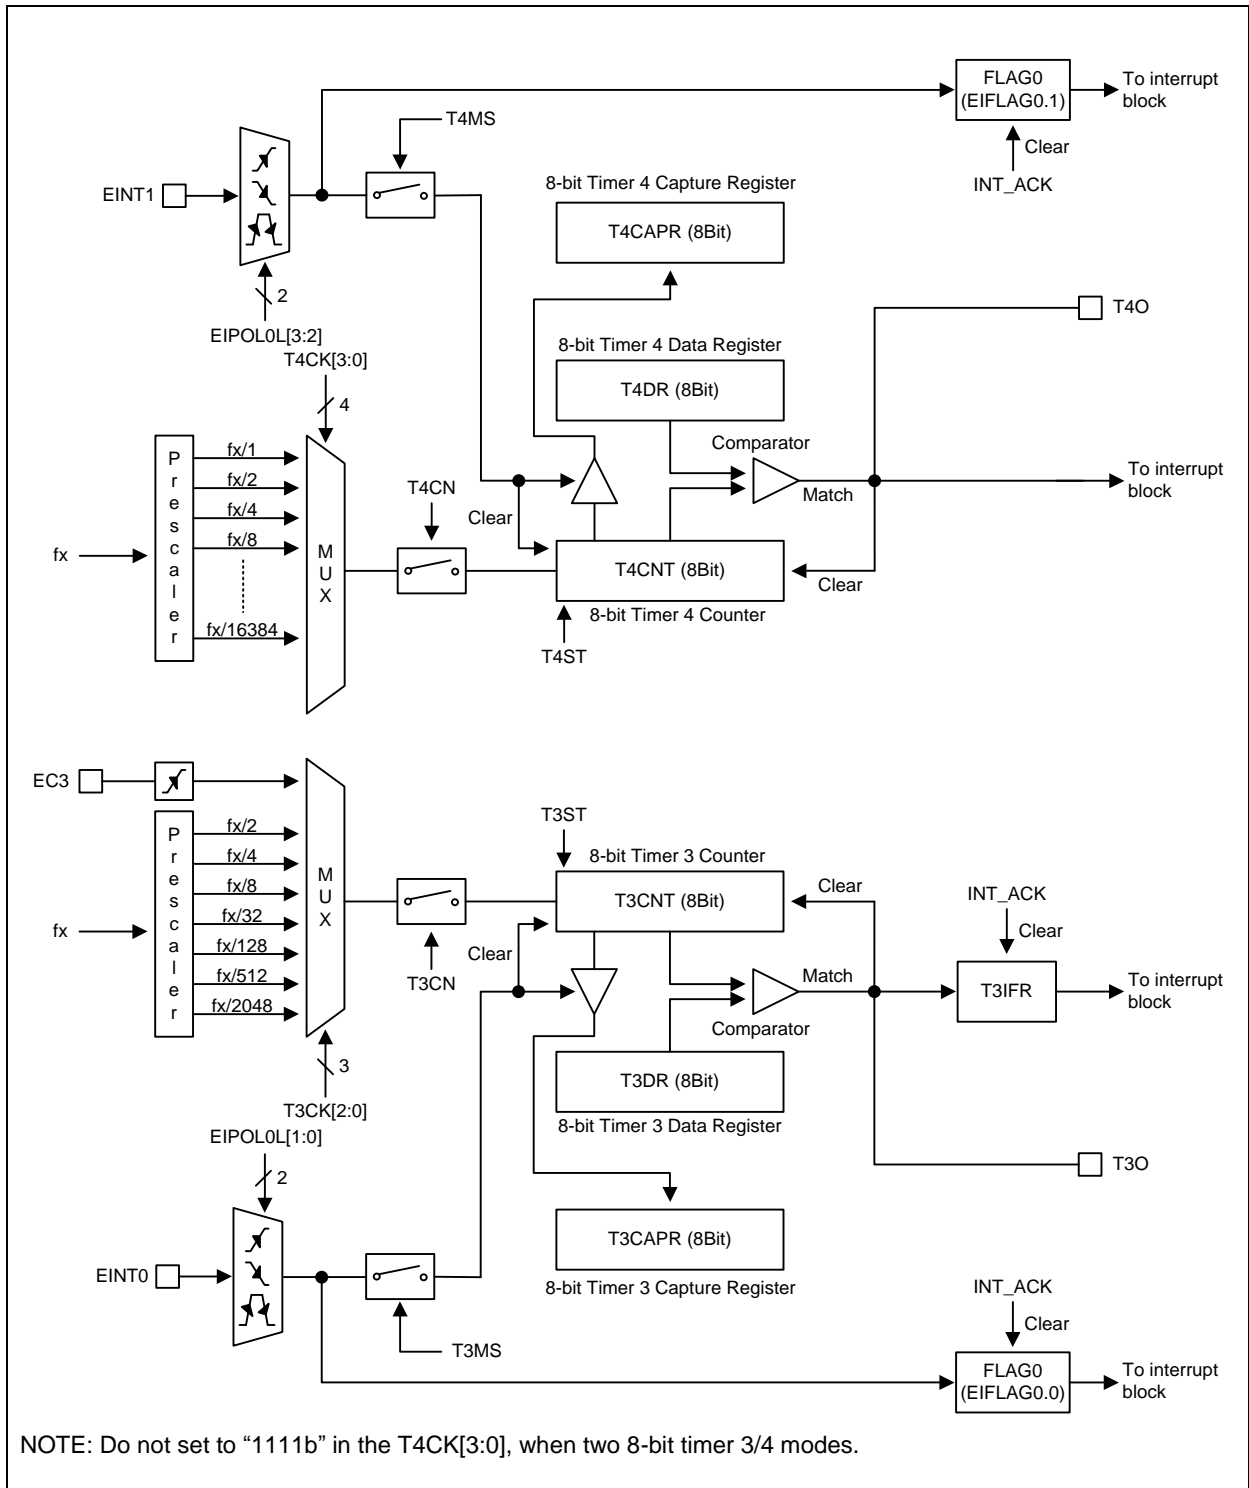 FLAG0
(EIFLAG0.1)
To interrupt
block
Clear
INT_ACK
T4MS
EINT1
2
EIPOL0L[3:2]
8-bit Timer 4 Capture Register
T4CAPR (8Bit)
T4O
T4CK[3:0]
4
8-bit Timer 4 Data Register
T4DR (8Bit)
Comparator
Match
To interrupt
block
fx
Prescaler
fx/1
fx/2
fx/4
fx/8
fx/16384
MUX
T4CN
Clear
T4CNT (8Bit)
Clear
8-bit Timer 4 Counter
T4ST
EC3
fx
Prescaler
fx/2
fx/4
fx/8
fx/32
fx/128
fx/512
fx/2048
MUX
3
T3CK[2:0]
T3CN
T3ST
8-bit Timer 3 Counter
T3CNT (8Bit)
Clear
Clear
Match
Comparator
INT_ACK
Clear
T3IFR
To interrupt
block
T3DR (8Bit)
8-bit Timer 3 Data Register
T3O
EIPOL0L[1:0]
2
EINT0
T3CAPR (8Bit)
8-bit Timer 3 Capture Register
T3MS
INT_ACK
Clear
FLAG0
(EIFLAG0.0)
To interrupt
block
NOTE: Do not set to “1111b” in the T4CK[3:0], when two 8-bit timer 3/4 modes.